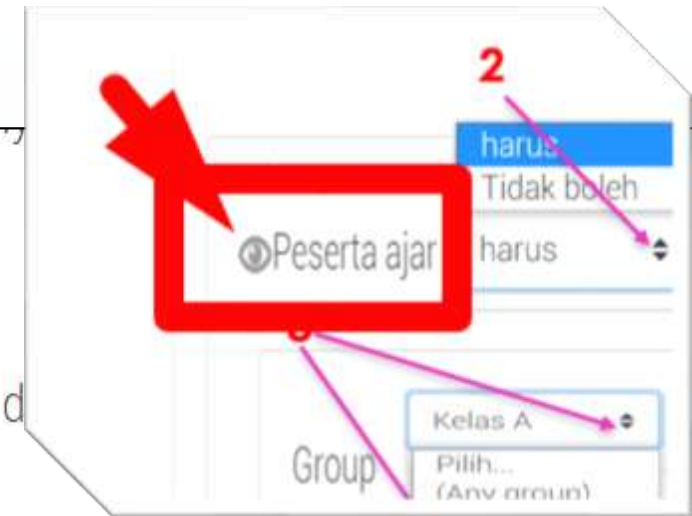 2
harus
Tidak boleh
Peserta ajar harus
Kelas A
Group Pilih...
(Any group)